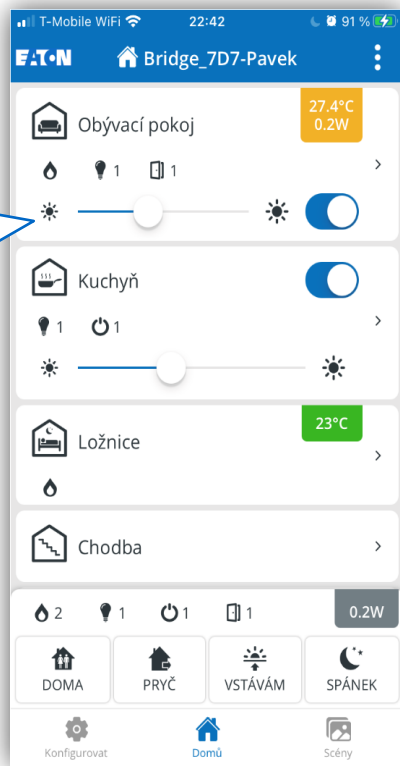 T-Mobile WiFi 22:42 91 %
EATON Bridge_7D7-Pavek
27.4°C
Obývací pokoj 0.2W
1 1
Kuchyň
1 1
23°C
Ložnice
Chodba
2 1 1 1 0.2W
DOMA PRYČ VSTÁVÁM SPÁNEK
Konfigurovat Domů Scény